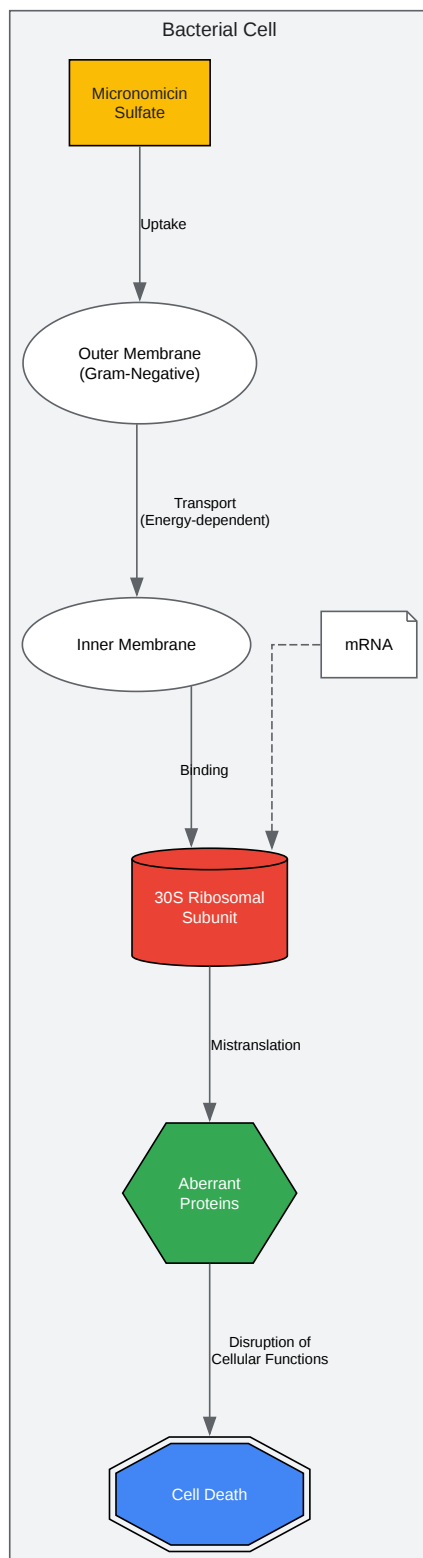 Bacterial Cell
Micronomicin
Sulfate
Uptake
Outer Membrane
(Gram-Negative)
Transport
(Energy-dependent)
Inner Membrane
mRNA
Binding
30S Ribosomal
Subunit
Mistranslation
Aberrant
Proteins
Disruption of
Cellular Functions
Cell Death